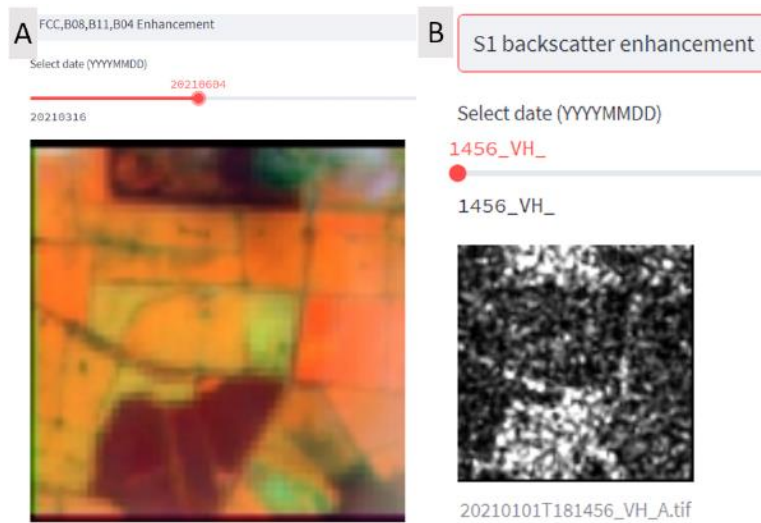 A
FCC,B08,B11,B04 Enhancement
Select date (YYYYMMDD)
20210604
20210316
B
S1 backscatter enhancement
Select date (YYYYMMDD)
1456_VH_
1456_VH_
20210101T181456_VH_A.tif